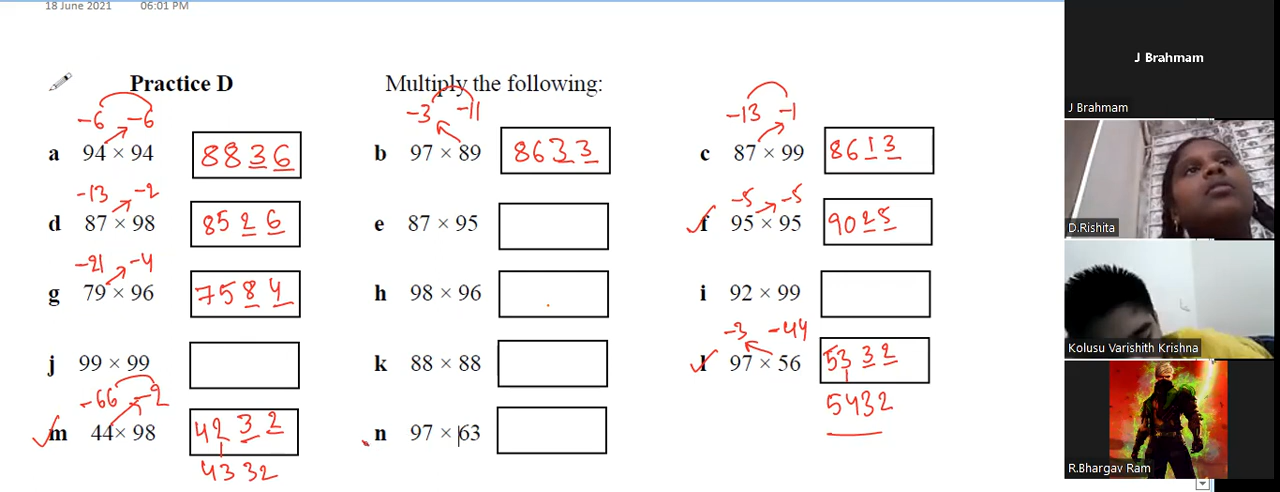 18 June 2021 06:01 PM
Practice D Multiply the following:
-6 -6 -3 -11 -13 -1
a 94 × 94 8836 b 97 × 89 8633 c 87 × 99 8613
-13 -2 -5 -5
d 87 × 98 8526 e 87 × 95 f 95 × 95 9025
-21 -4
g 79 × 96 7584 h 98 × 96 i 92 × 99
-3 -44
j 99 × 99 k 88 × 88 l 97 × 56 5332
-66 -2 5432
m 44× 98 4232 n 97 × 63
4332
J Brahmam
J Brahmam
D.Rishita
Kolusu Varishith Krishna
R.Bhargav Ram